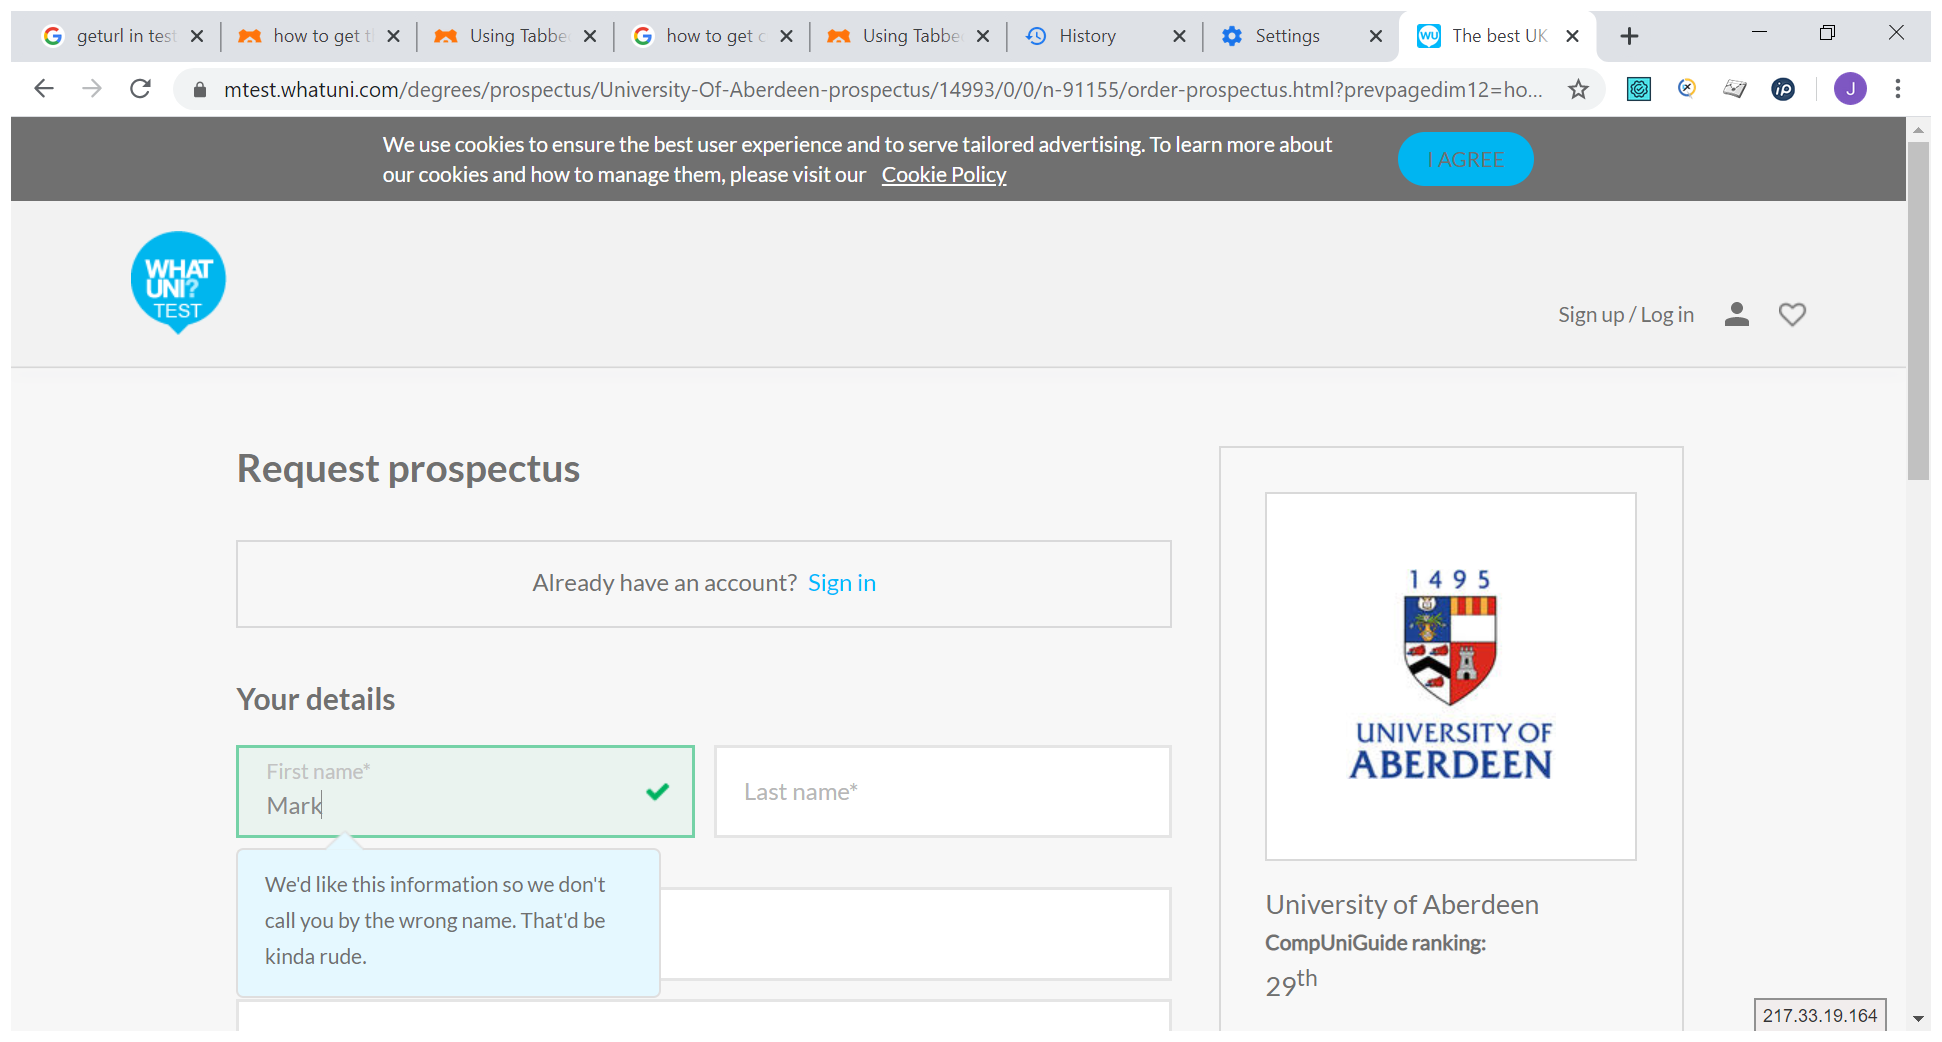 geturl in test
how to get t
Using Tabbe
how to get c
Using Tabbe
History
Settings
The best UK
mtest.whatuni.com/degrees/prospectus/University-Of-Aberdeen-prospectus/14993/0/0/n-91155/order-prospectus.html?prevpagedim12=ho...
J
We use cookies to ensure the best user experience and to serve tailored advertising. To learn more about
our cookies and how to manage them, please visit our Cookie Policy
I AGREE
WHAT
UNI?
TEST
Sign up / Log in
Request prospectus
Already have an account? Sign in
Your details
First name*
Mark
Last name*
We'd like this information so we don't
call you by the wrong name. That'd be
kinda rude.
1495
UNIVERSITY OF
ABERDEEN
University of Aberdeen
CompUniGuide ranking:
29th
217.33.19.164